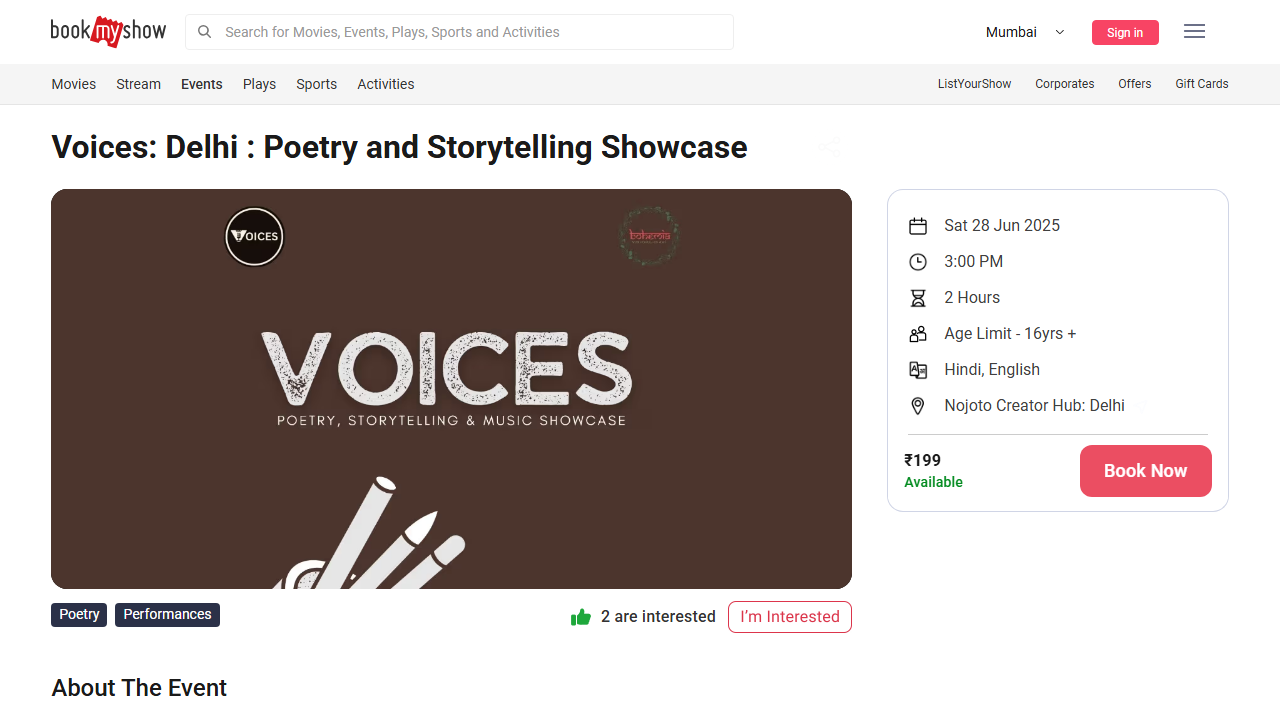 bookmyshow
Search for Movies, Events, Plays, Sports and Activities
Mumbai
Sign in
Movies Stream Events Plays Sports Activities
ListYourShow Corporates Offers Gift Cards
Voices: Delhi : Poetry and Storytelling Showcase
VOICES
bohemia
VOICES
POETRY, STORYTELLING & MUSIC SHOWCASE
Sat 28 Jun 2025
3:00 PM
2 Hours
Age Limit - 16yrs +
Hindi, English
Nojoto Creator Hub: Delhi
₹199
Available
Book Now
Poetry Performances
2 are interested
I'm Interested
About The Event